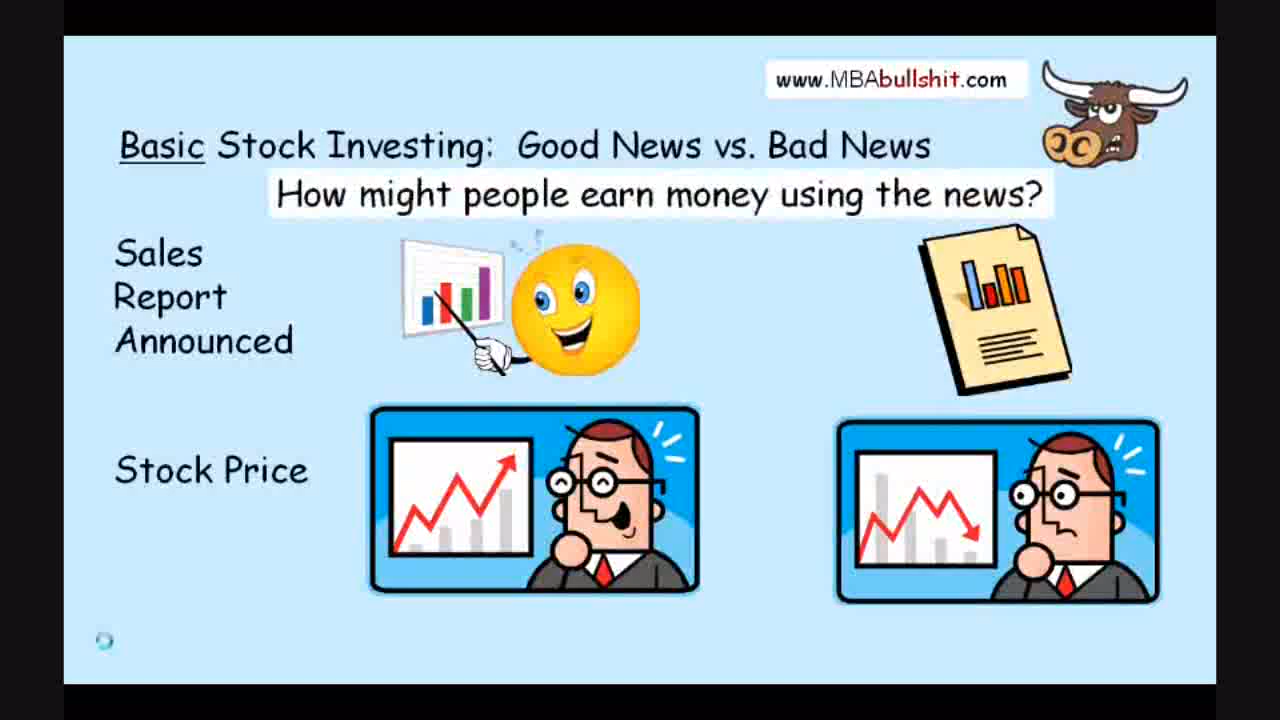 www.MBAbullshit.com
Basic Stock Investing: Good News vs. Bad News
How might people earn money using the news?
Sales
Report
Announced
Stock Price